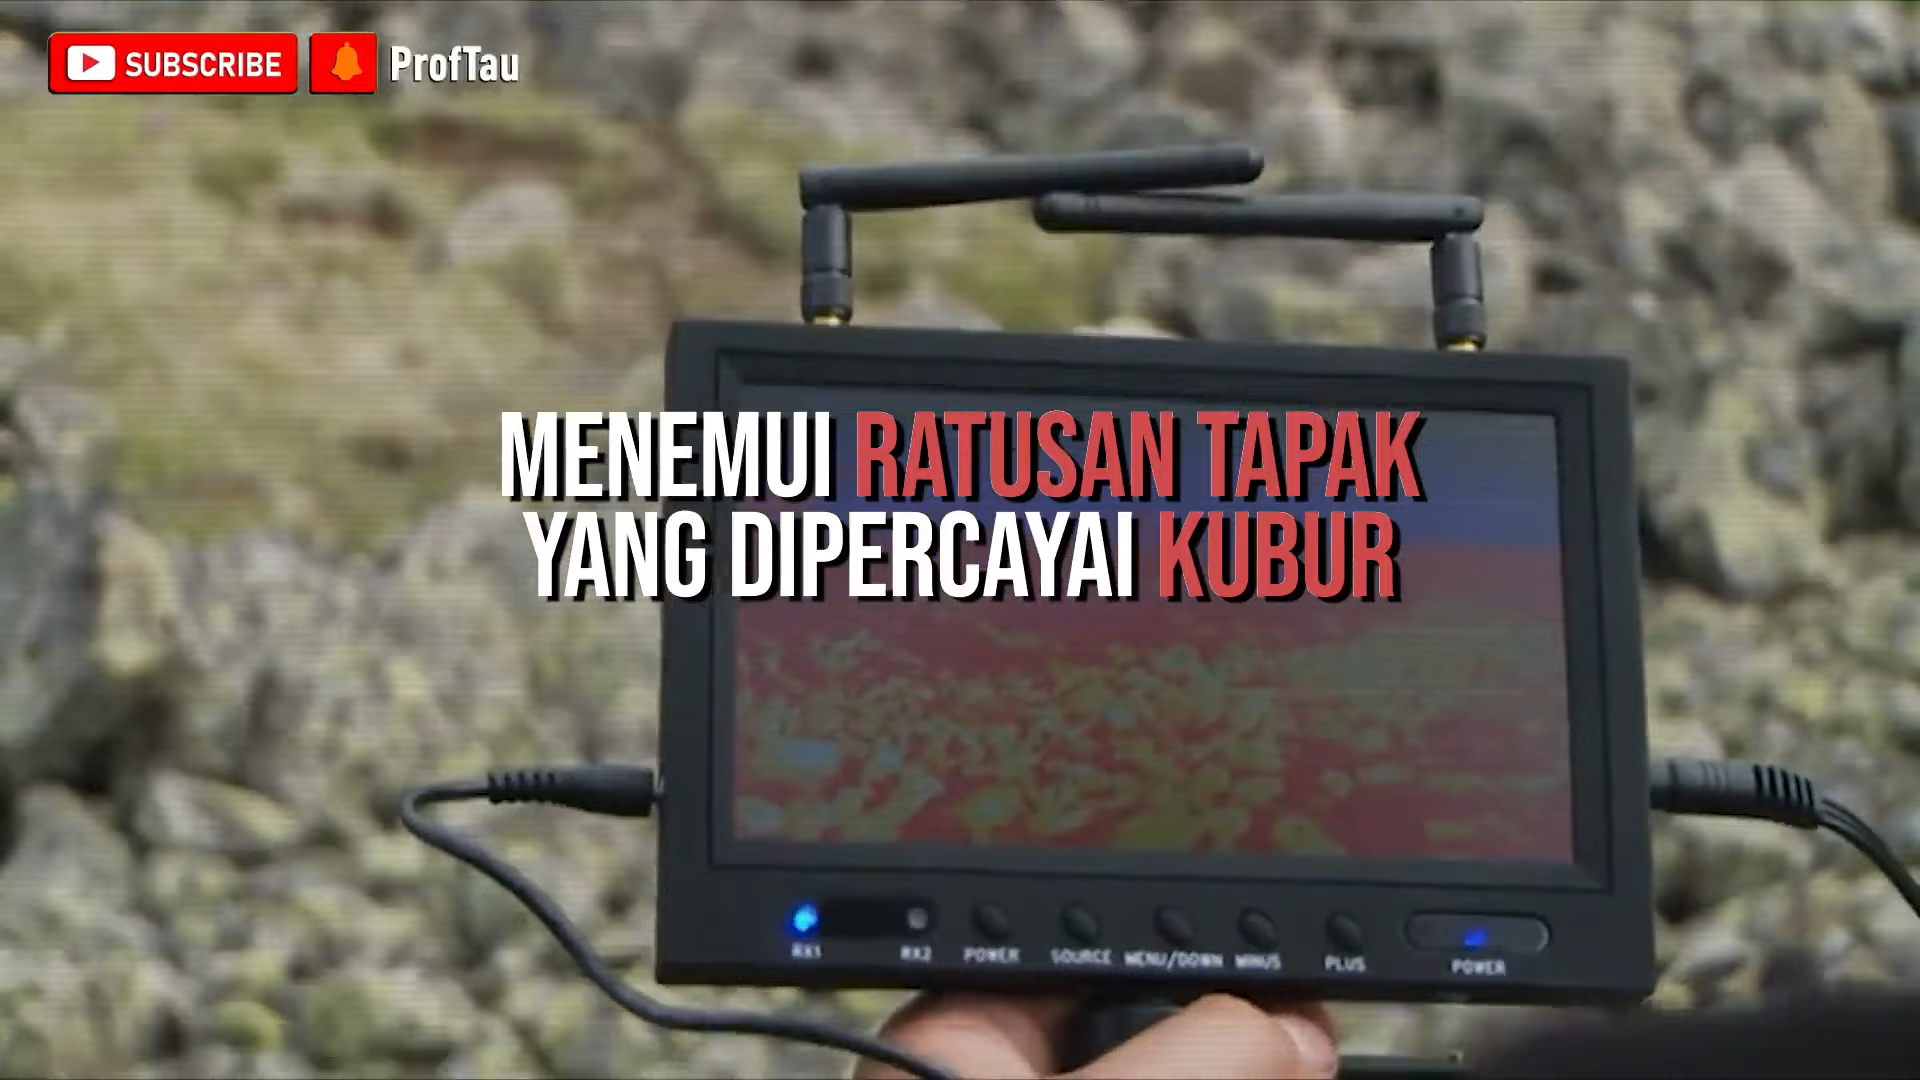 SUBSCRIBE ProfTau
MENEMUI RATUSAN TAPAK
YANG DIPERCAYAI KUBUR
RX1 RX2 POWER SOURCE MENU/DOWN MINUS PLUS POWER